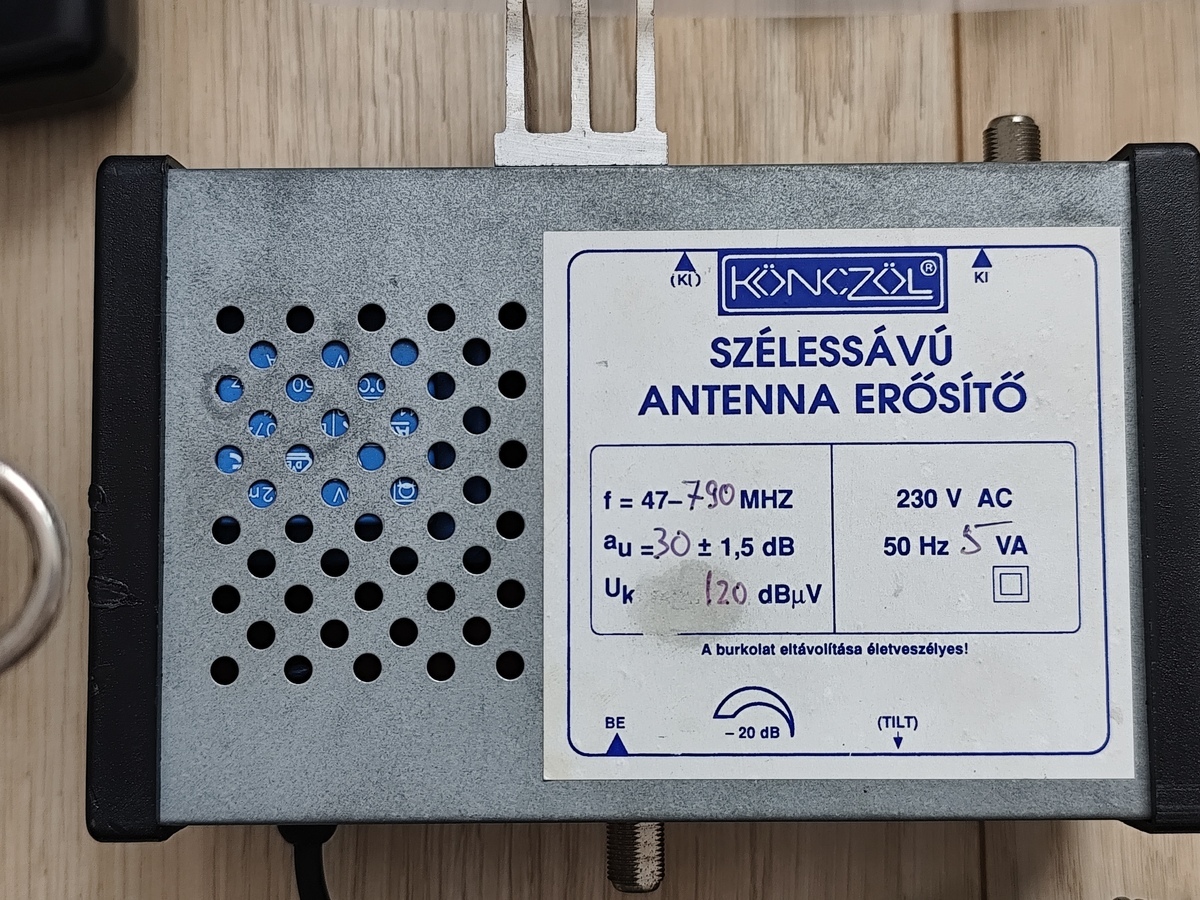 (KI)
KÖNCZÖL®
KI
SZÉLESSÁVÚ
ANTENNA ERŐSÍTŐ
f = 47–790 MHZ
au = 30 ± 1,5 dB
Uk 120 dBµV
230 V AC
50 Hz 5 VA
A burkolat eltávolítása életveszélyes!
BE
– 20 dB
(TILT)